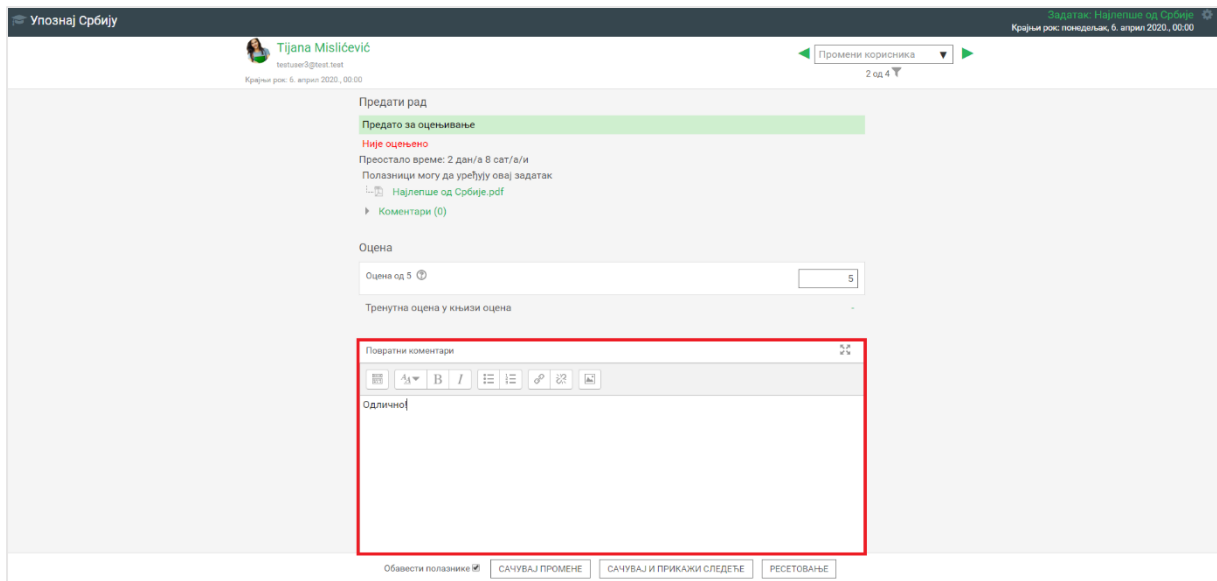 Упознај Србију
Задатак: Најлепше од Србије
Крајњи рок: понедељак, 6. април 2020., 00:00
Tijana Mislićević
testuser3@test.test
Крајњи рок: 6. април 2020., 00:00
Промени корисника
2 од 4
Предати рад
Предато за оцењивање
Није оцењено
Преостало време: 2 дан/а 8 сат/а/и
Полазници могу да уређују овај задатак
Најлепше од Србије.pdf
Коментари (0)
Оцена
Оцена од 5
5
Тренутна оцена у књизи оцена
-
Повратни коментари
B I
Одлично!
Обавести полазнике САЧУВАЈ ПРОМЕНЕ САЧУВАЈ И ПРИКАЖИ СЛЕДЕЋЕ РЕСЕТОВАЊЕ